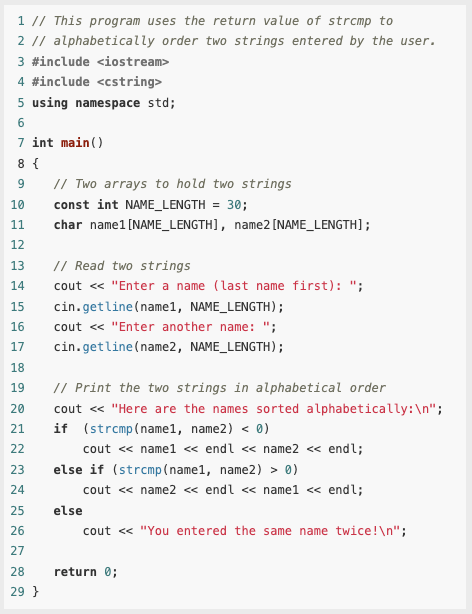 1 // This program uses the return value of strcmp to
2 // alphabetically order two strings entered by the user.
3 #include <iostream>
4 #include <cstring>
5 using namespace std;
6
7 int main()
8 {
9    // Two arrays to hold two strings
10    const int NAME_LENGTH = 30;
11    char name1[NAME_LENGTH], name2[NAME_LENGTH];
12
13    // Read two strings
14    cout << "Enter a name (last name first): ";
15    cin.getline(name1, NAME_LENGTH);
16    cout << "Enter another name: ";
17    cin.getline(name2, NAME_LENGTH);
18
19    // Print the two strings in alphabetical order
20    cout << "Here are the names sorted alphabetically:\n";
21    if  (strcmp(name1, name2) < 0)
22        cout << name1 << endl << name2 << endl;
23    else if (strcmp(name1, name2) > 0)
24        cout << name2 << endl << name1 << endl;
25    else
26        cout << "You entered the same name twice!\n";
27
28    return 0;
29 }